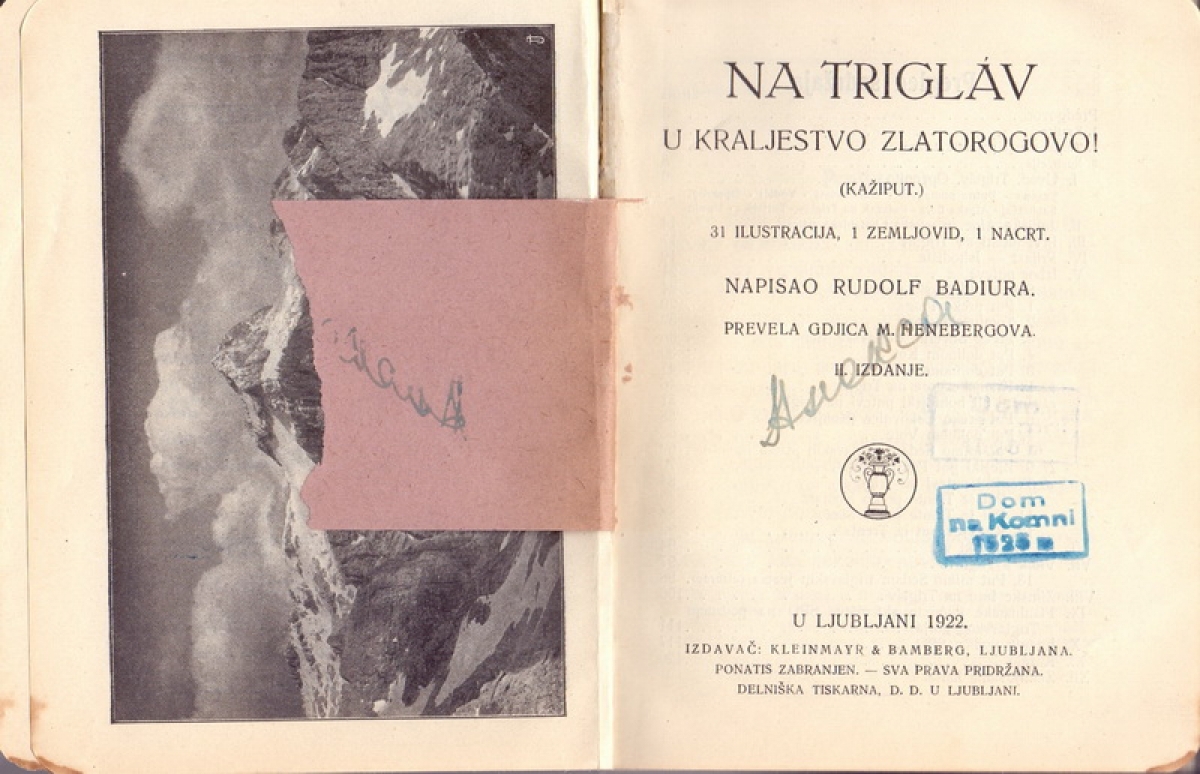 NA TRIGLAV
U KRALJESTVO ZLATOROGOVO!
(KAŽIPUT.)
31 ILUSTRACIJA, 1 ZEMLJOVID, 1 NACRT.
NAPISAO RUDOLF BADIURA.
PREVELA GDJICA M. HENEBERGOVA.
II. IZDANJE.
Dom
na Komni
1520 m
U LJUBLJANI 1922.
IZDAVAČ: KLEINMAYR & BAMBERG, LJUBLJANA.
PONATIS ZABRANJEN. — SVA PRAVA PRIDRŽANA.
DELNIŠKA TISKARNA, D. D. U LJUBLJANI.